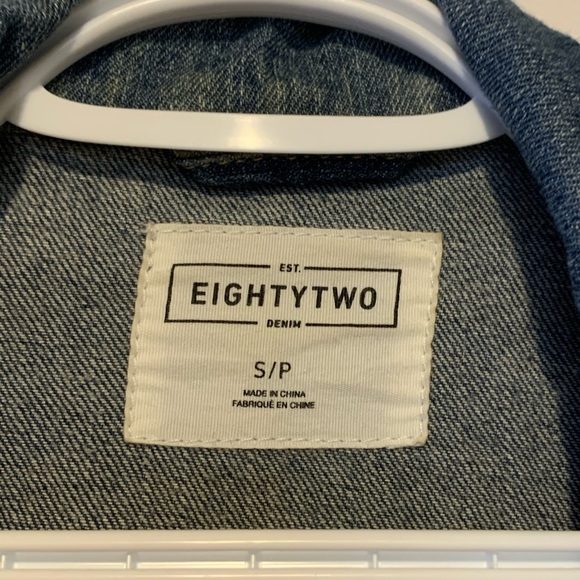 EST.
EIGHTYTWO
DENIM
S/P
MADE IN CHINA
FABRIQUÉ EN CHINE